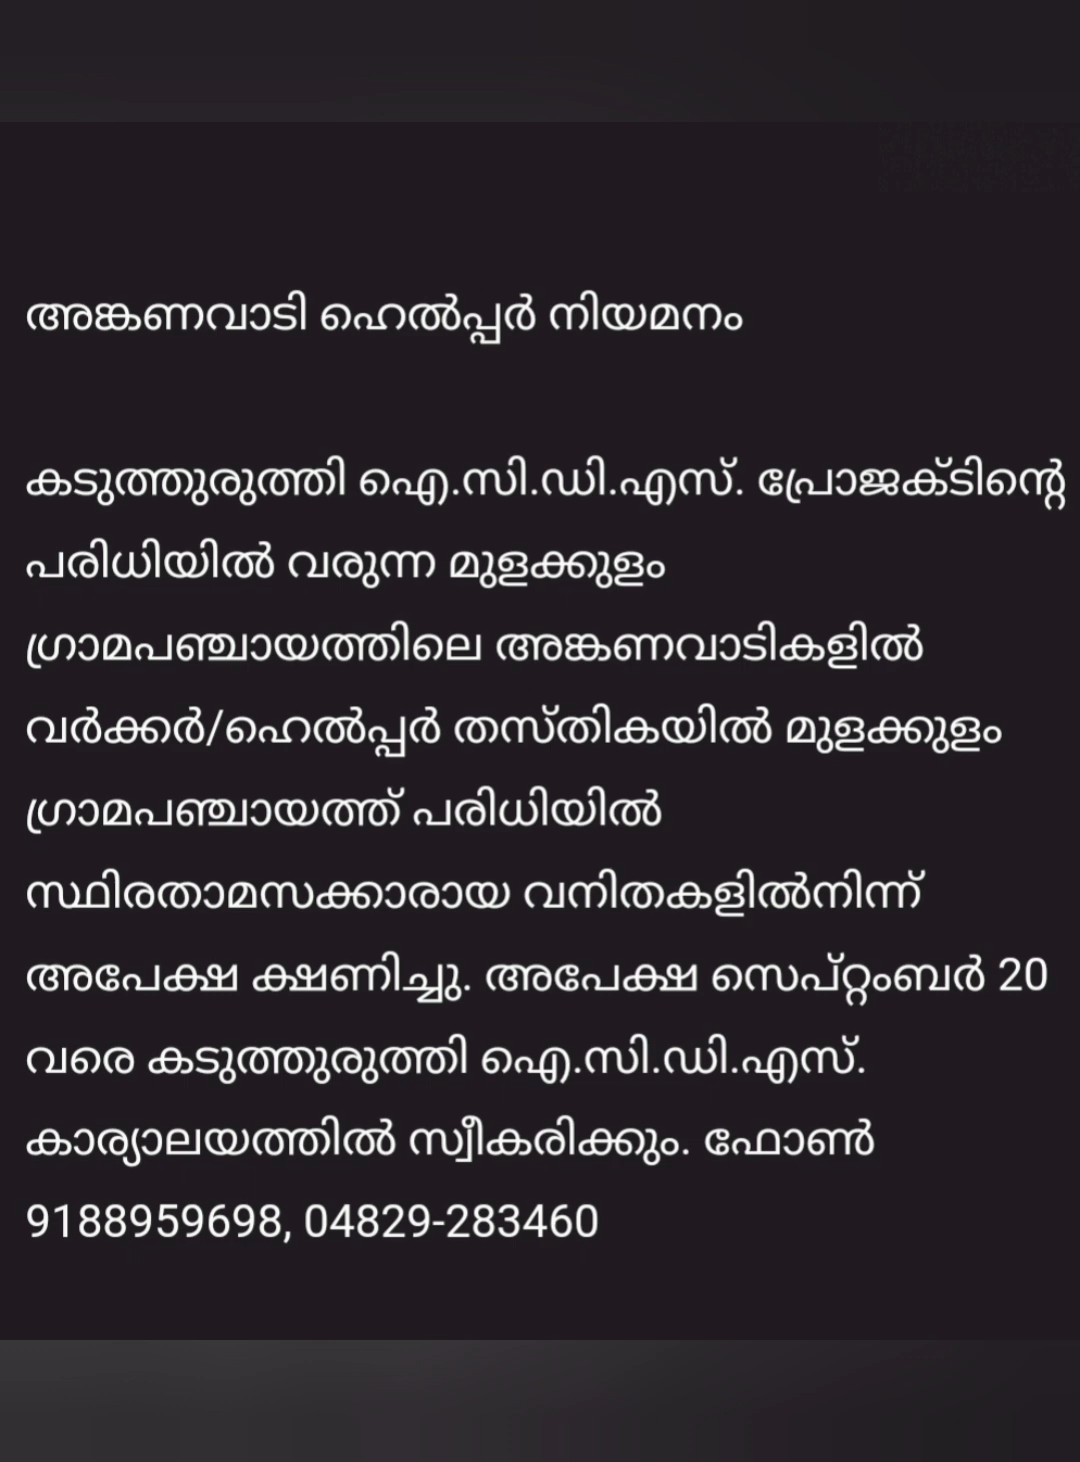 അങ്കണവാടി ഹെൽപ്പർ നിയമനം
കടുത്തുരുത്തി ഐ.സി.ഡി.എസ്. പ്രോജക്ടിന്റെ
പരിധിയിൽ വരുന്ന മുളക്കുളം
ഗ്രാമപഞ്ചായത്തിലെ അങ്കണവാടികളിൽ
വർക്കർ/ഹെൽപ്പർ തസ്തികയിൽ മുളക്കുളം
ഗ്രാമപഞ്ചായത്ത് പരിധിയിൽ
സ്ഥിരതാമസക്കാരായ വനിതകളിൽനിന്ന്
അപേക്ഷ ക്ഷണിച്ചു. അപേക്ഷ സെപ്റ്റംബർ 20
വരെ കടുത്തുരുത്തി ഐ.സി.ഡി.എസ്.
കാര്യാലയത്തിൽ സ്വീകരിക്കും. ഫോൺ
9188959698, 04829-283460